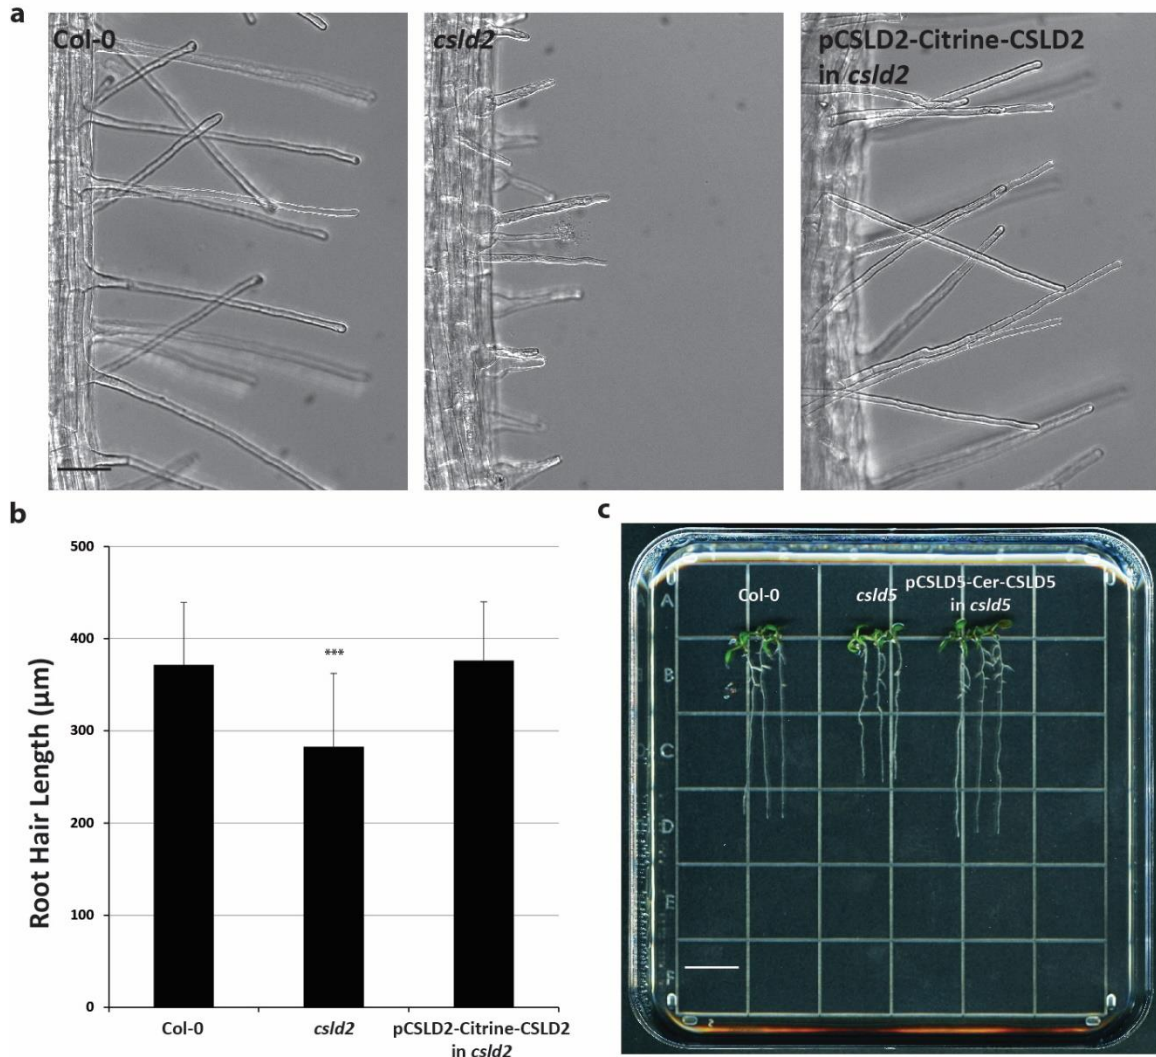 a
Col-0
csld2
pCSLD2-Citrine-CSLD2
in csld2
b
500
400
300
200
100
0
Root Hair Length (µm)
***
Col-0
csld2
pCSLD2-Citrine-CSLD2
in csld2
c
Col-0
csld5
pCSLD5-Cer-CSLD5
in csld5
A
B
C
D
E
F